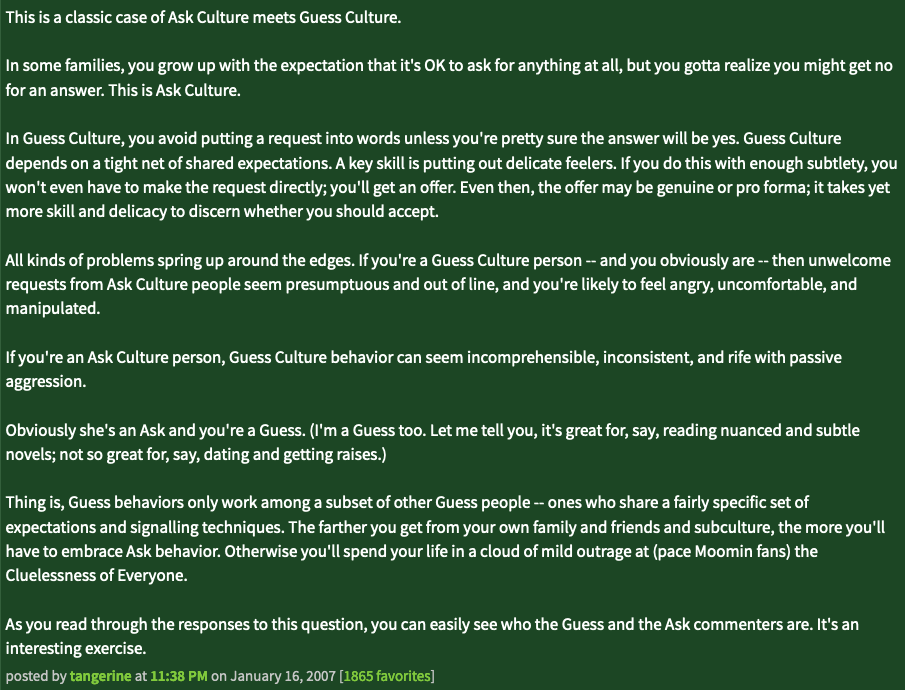 This is a classic case of Ask Culture meets Guess Culture.
In some families, you grow up with the expectation that it's OK to ask for anything at all, but you gotta realize you might get no
for an answer. This is Ask Culture.
In Guess Culture, you avoid putting a request into words unless you're pretty sure the answer will be yes. Guess Culture
depends on a tight net of shared expectations. A key skill is putting out delicate feelers. If you do this with enough subtlety, you
won't even have to make the request directly; you'll get an offer. Even then, the offer may be genuine or pro forma; it takes yet
more skill and delicacy to discern whether you should accept.
All kinds of problems spring up around the edges. If you're a Guess Culture person -- and you obviously are -- then unwelcome
requests from Ask Culture people seem presumptuous and out of line, and you're likely to feel angry, uncomfortable, and
manipulated.
If you're an Ask Culture person, Guess Culture behavior can seem incomprehensible, inconsistent, and rife with passive
aggression.
Obviously she's an Ask and you're a Guess. (I'm a Guess too. Let me tell you, it's great for, say, reading nuanced and subtle
novels; not so great for, say, dating and getting raises.)
Thing is, Guess behaviors only work among a subset of other Guess people -- ones who share a fairly specific set of
expectations and signalling techniques. The farther you get from your own family and friends and subculture, the more you'll
have to embrace Ask behavior. Otherwise you'll spend your life in a cloud of mild outrage at (pace Moomin fans) the
Cluelessness of Everyone.
As you read through the responses to this question, you can easily see who the Guess and the Ask commenters are. It's an
interesting exercise.
posted by tangerine at 11:38 PM on January 16, 2007 [1865 favorites]